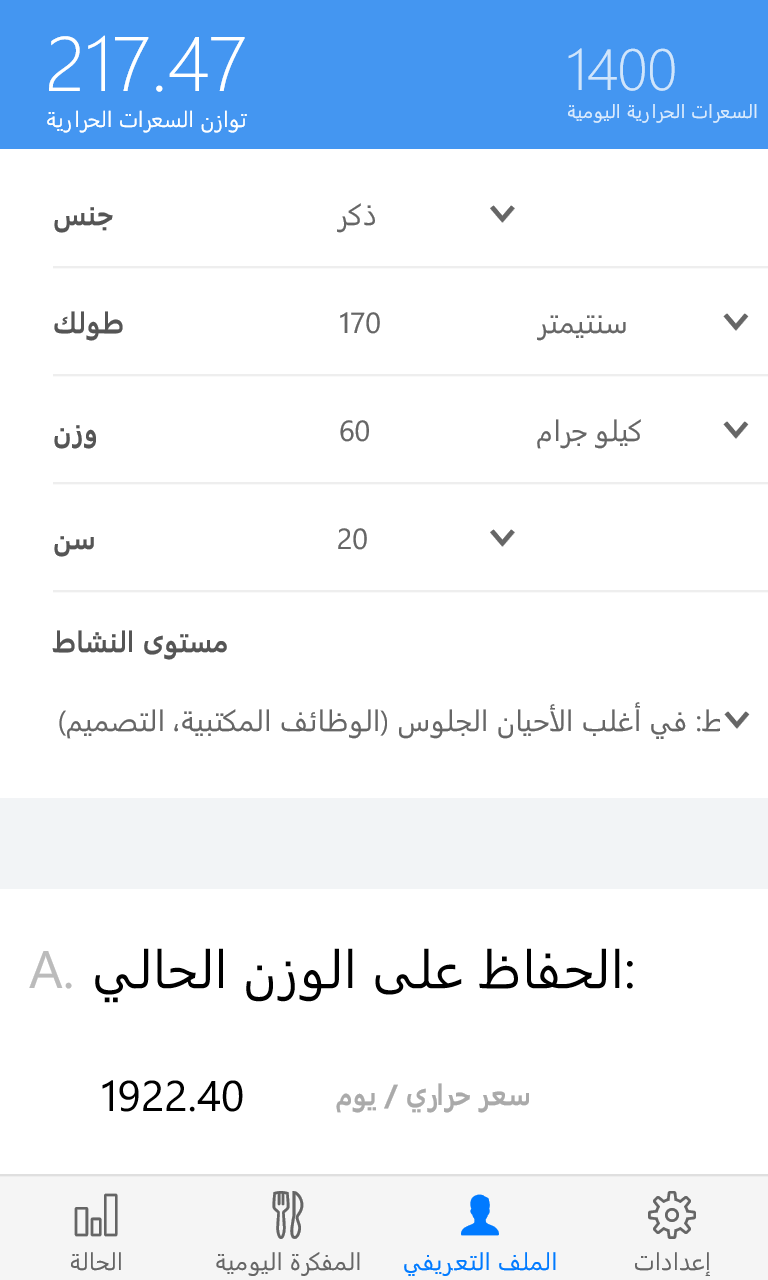 217.47
توازن السعرات الحرارية
1400
السعرات الحرارية اليومية
جنس ذكر
طولك 170 سنتيمتر
وزن 60 كيلو جرام
سن 20
مستوى النشاط
ط: في أغلب الأحيان الجلوس (الوظائف المكتبية، التصميم)
A. الحفاظ على الوزن الحالي:
1922.40 سعر حراري / يوم
الحالة
المفكرة اليومية
الملف التعريفي
إعدادات